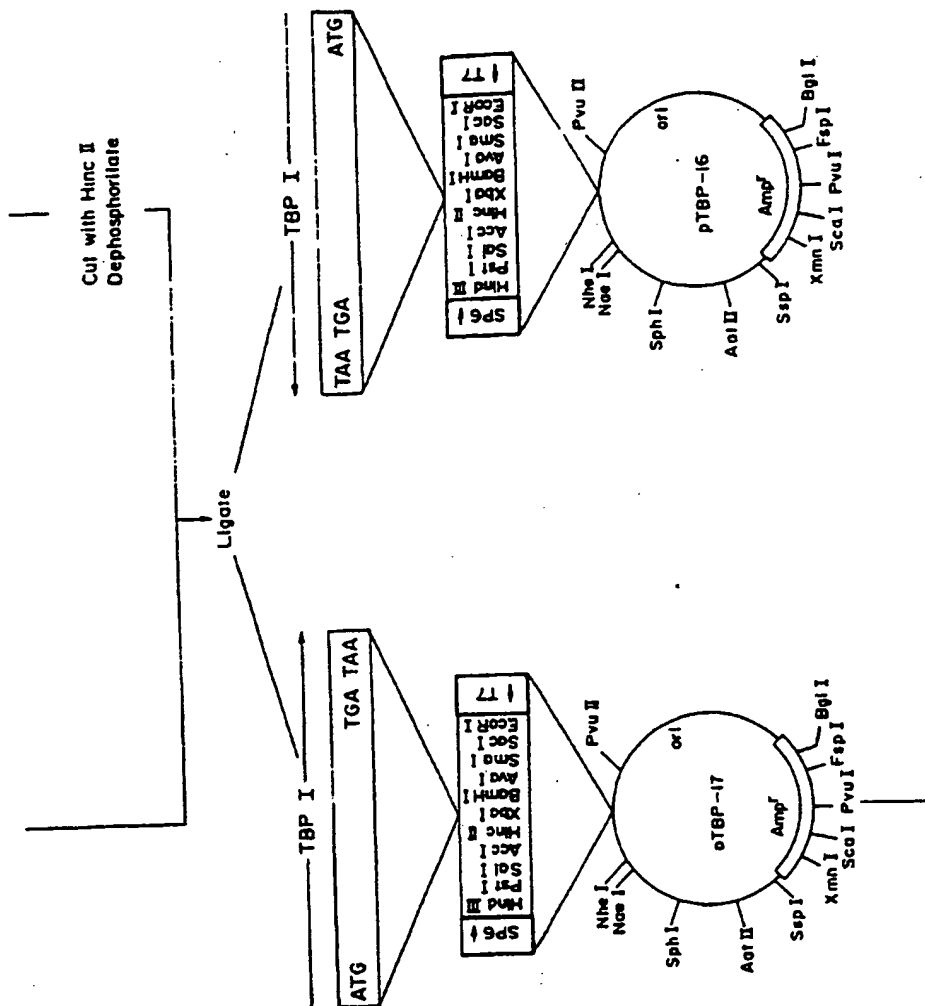 Cut with Hinc II
Dephosphorilate
Ligate
TBP I
ATG
TGA TAA
SP6
Hind III
Pst I
Sal I
Acc I
Hinc II
Xba I
BamH I
Ava I
Sma I
Sac I
EcoR I
T7
Pvu II
Nhe I
Nae I
ori
Sph I
pTBP-17
Aat II
Ampr
Bgl I
Ssp I
Fsp I
Xmn I
Sca I
Pvu I
TBP I
TAA TGA
ATG
SP6
Hind III
Pst I
Sal I
Acc I
Hinc II
Xba I
BamH I
Ava I
Sma I
Sac I
EcoR I
T7
Pvu II
Nhe I
Nae I
ori
Sph I
pTBP-16
Aat II
Ampr
Bgl I
Ssp I
Fsp I
Xmn I
Sca I
Pvu I